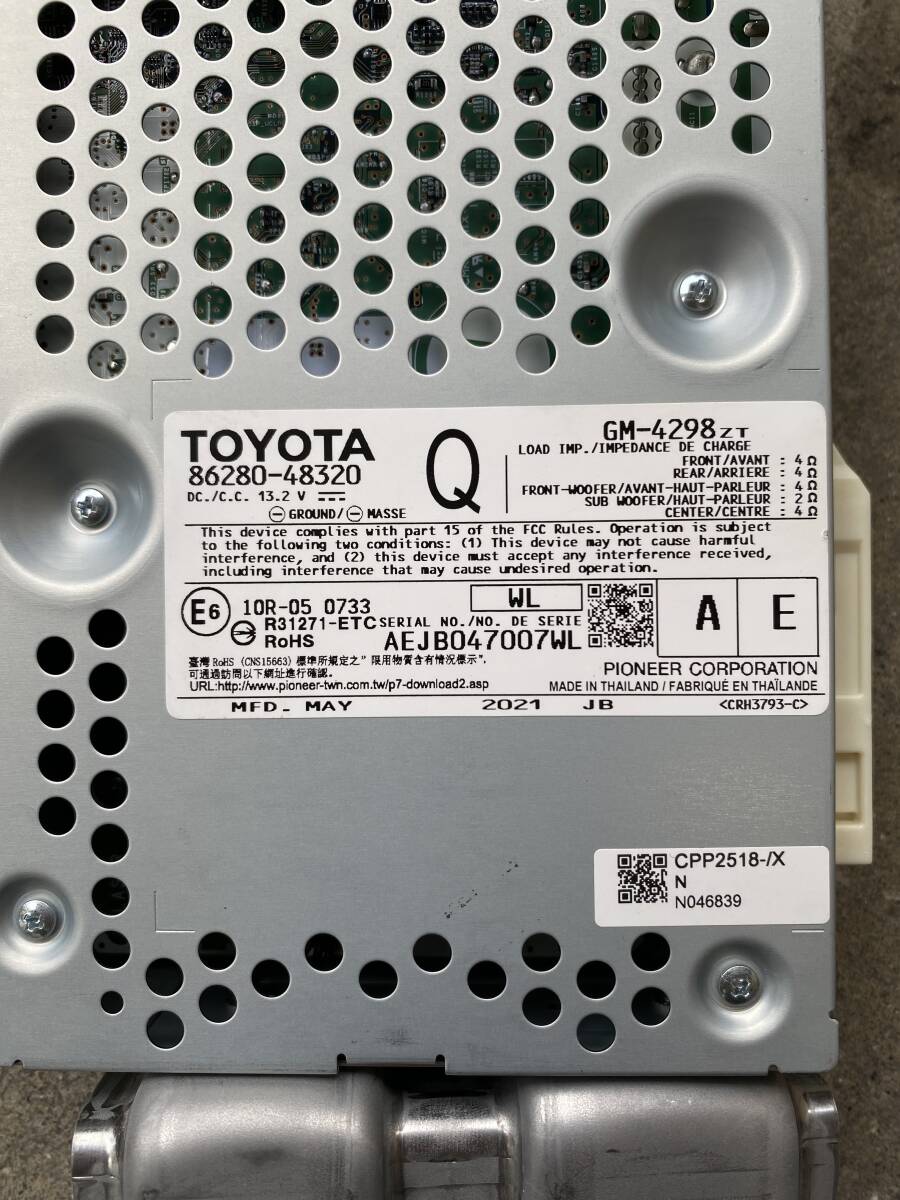 TOYOTA
86280-48320
DC./C.C. 13.2 V
GROUND/ MASSE
Q
GM-4298ZT
LOAD IMP./IMPEDANCE DE CHARGE
FRONT/AVANT : 4Ω
REAR/ARRIERE : 4Ω
FRONT-WOOFER/AVANT-HAUT-PARLEUR : 4Ω
SUB WOOFER/HAUT-PARLEUR : 2Ω
CENTER/CENTRE : 4Ω
This device complies with part 15 of the FCC Rules. Operation is subject
to the following two conditions: (1) This device may not cause harmful
interference, and (2) this device must accept any interference received,
including interference that may cause undesired operation.
E6
10R-05 0733
R31271-ETC
RoHS
WL
SERIAL NO./NO. DE SERIE
AEJB047007WL
A E
臺灣RoHS (CNS15663) 標準所規定之"限用物質含有情況標示",
可通過訪問以下網址進行確認。
URL:http://www.pioneer-twn.com.tw/p7-download2.asp
PIONEER CORPORATION
MADE IN THAILAND / FABRIQUÉ EN THAÏLANDE
MFD. MAY 2021 JB <CRH3793-C>
CPP2518-/X
N
N046839